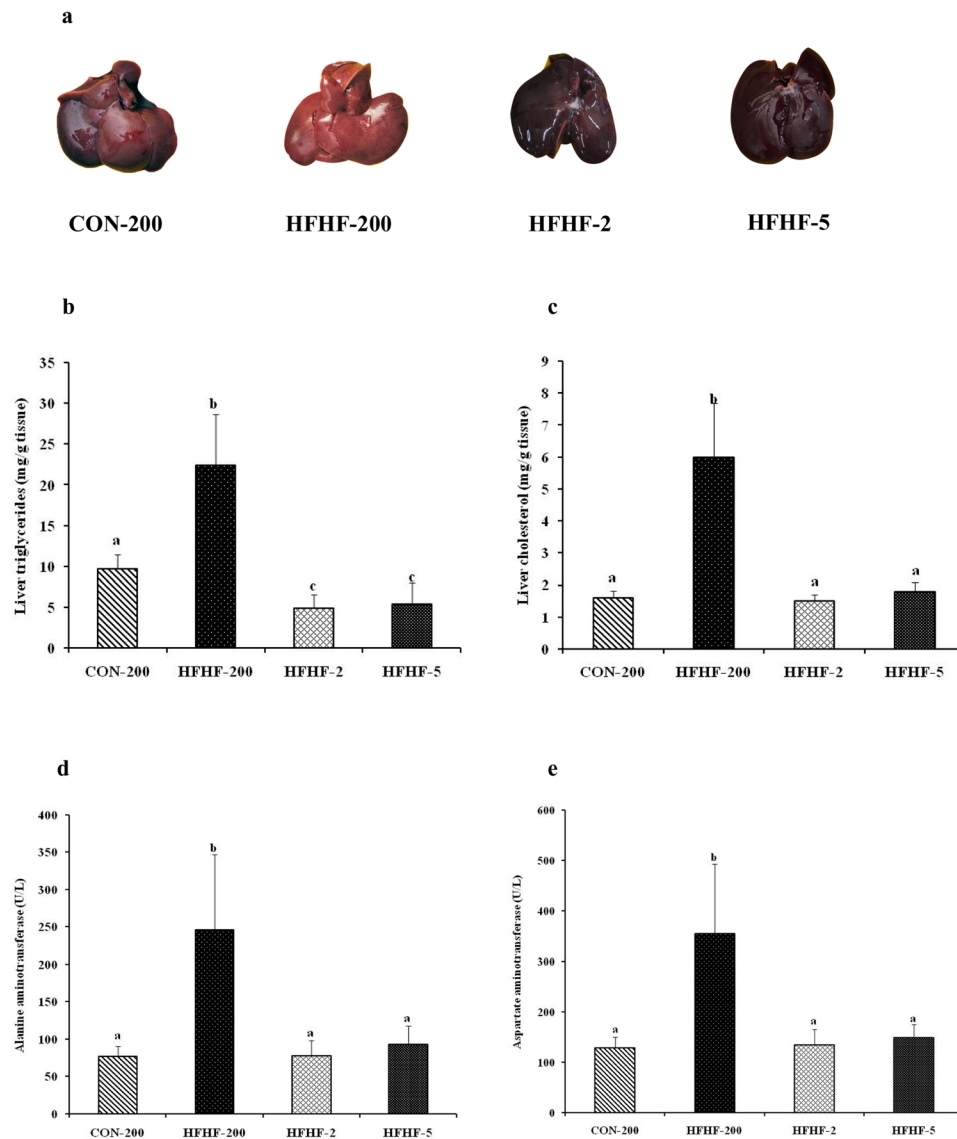 a
CON-200 HFHF-200 HFHF-2 HFHF-5
b
Liver triglycerides (mg/g tissue)
35
30
25
20
15
10
5
0
a b c c
CON-200 HFHF-200 HFHF-2 HFHF-5
c
Liver cholesterol (mg/g tissue)
9
8
7
6
5
4
3
2
1
0
a b a a
CON-200 HFHF-200 HFHF-2 HFHF-5
d
Alanine aminotransferase (U/L)
400
350
300
250
200
150
100
50
0
a b a a
CON-200 HFHF-200 HFHF-2 HFHF-5
e
Aspartate aminotransferase (U/L)
600
500
400
300
200
100
0
a b a a
CON-200 HFHF-200 HFHF-2 HFHF-5